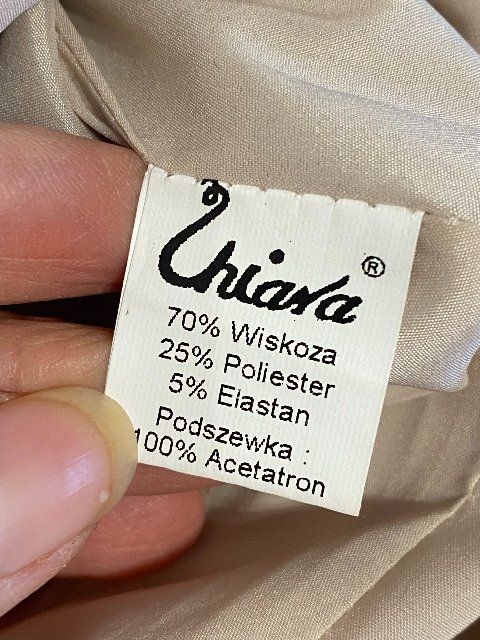 Chiara ®
70% Wiskoza
25% Poliester
5% Elastan
Podszewka :
100% Acetatron